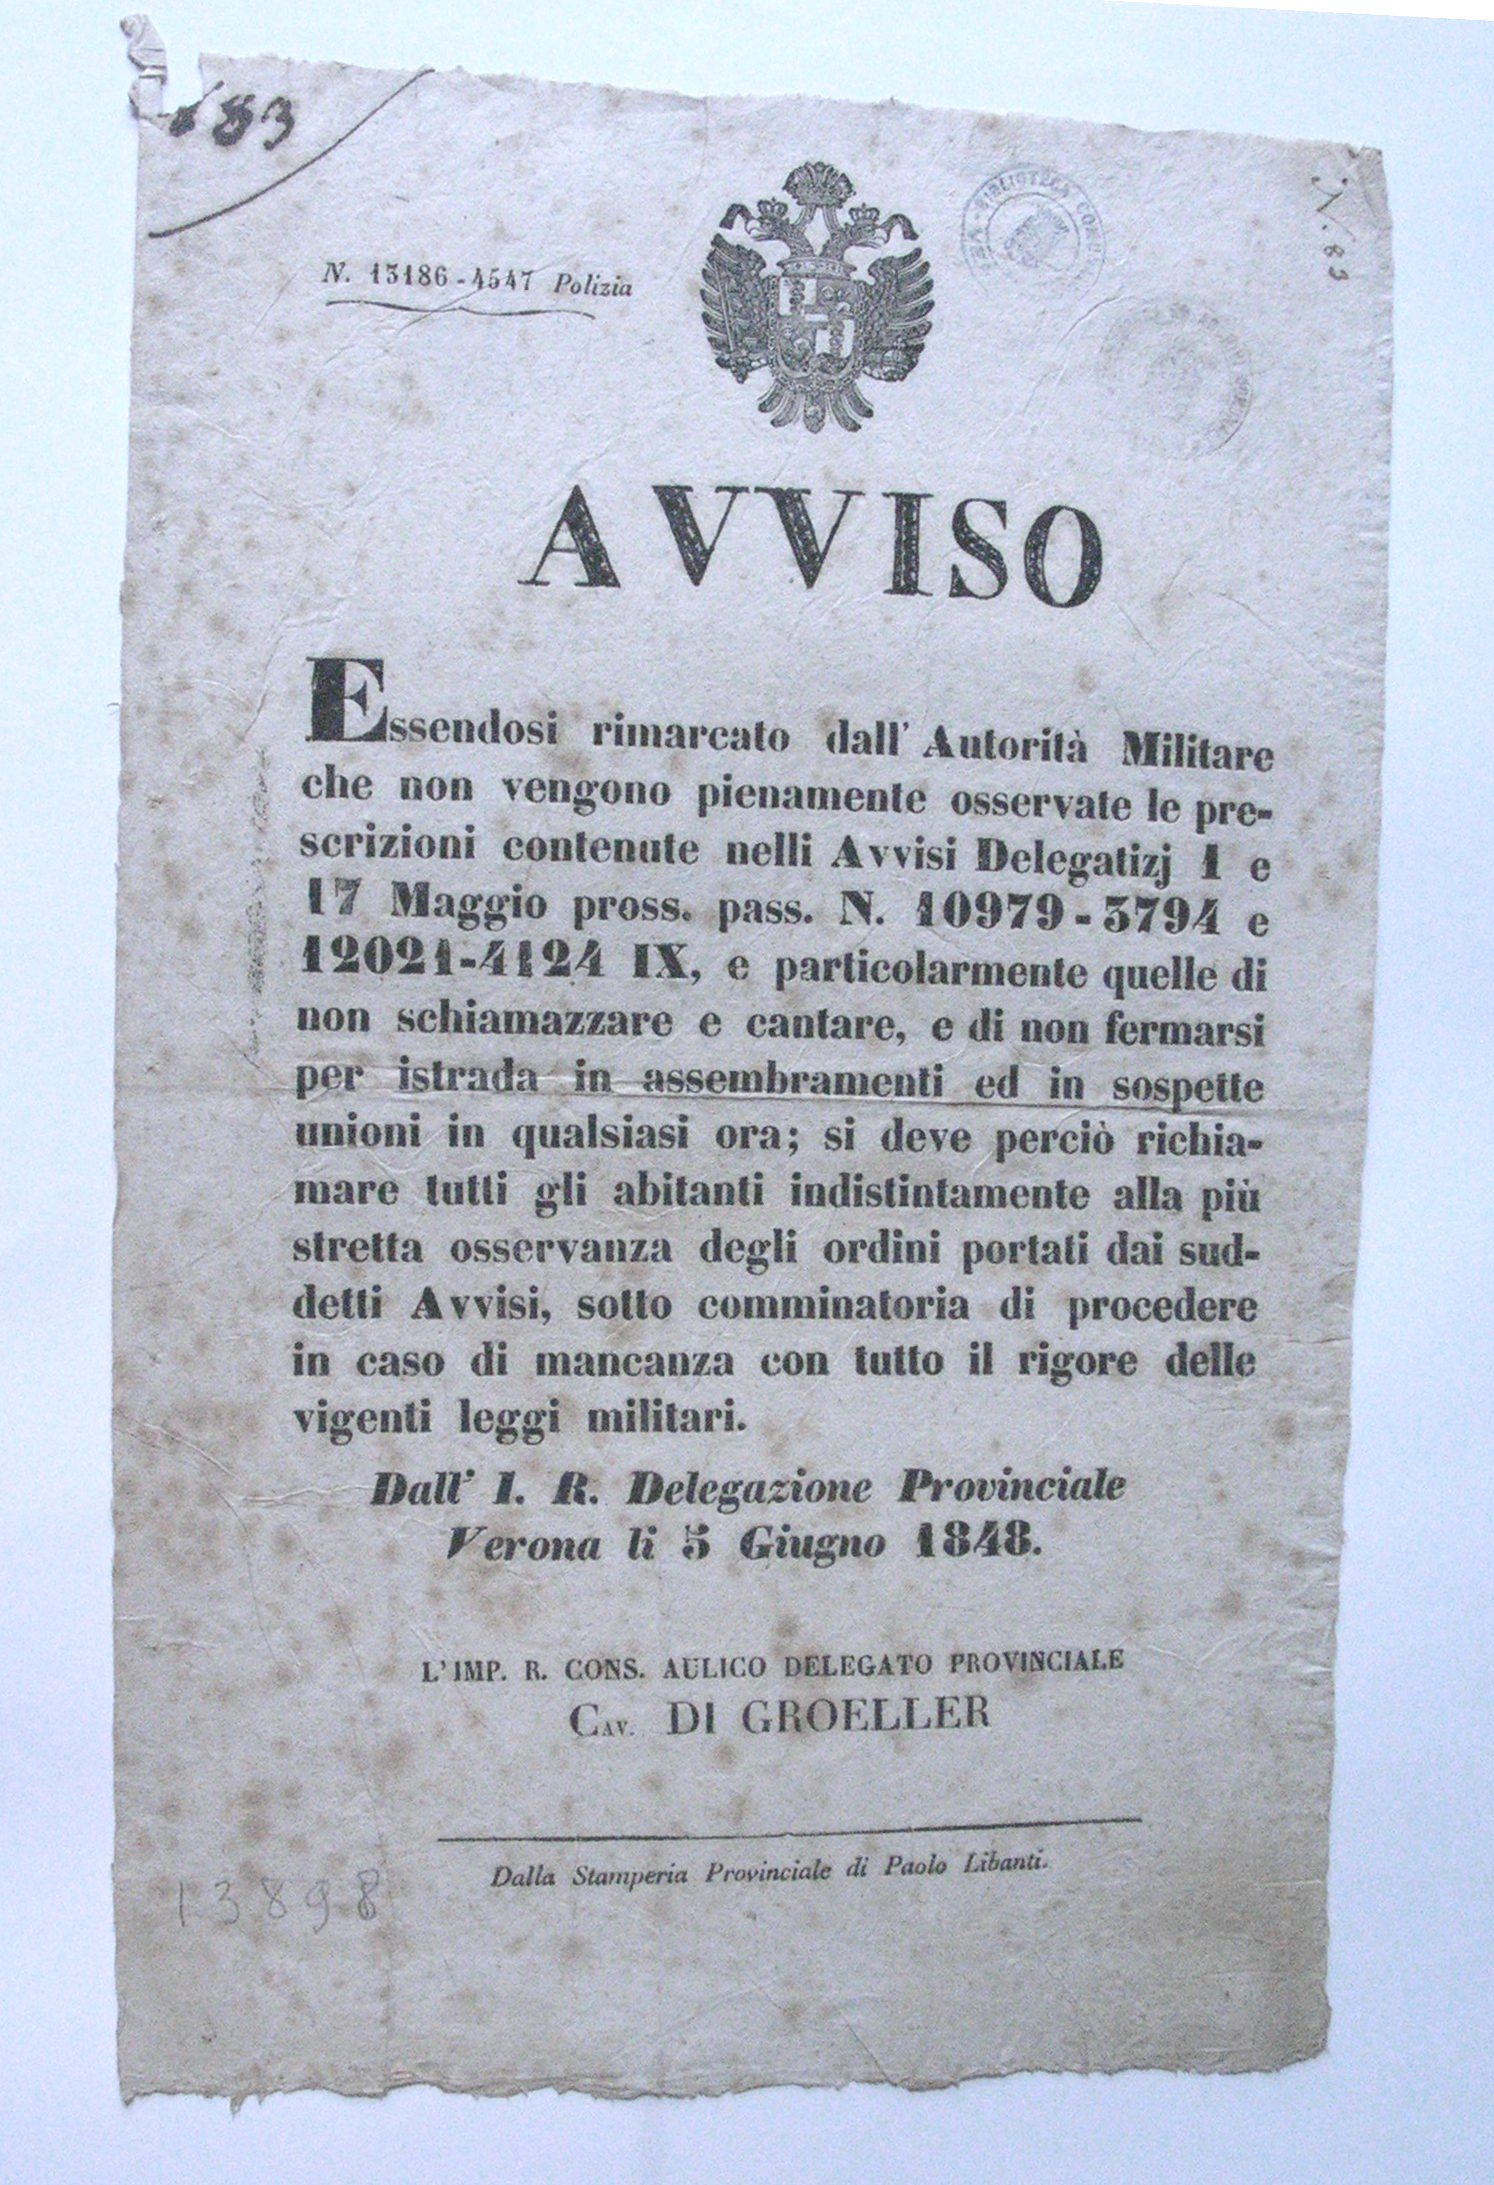 83
N. 83
N. 13186-4547 Polizia
BIBLIOTECA COMU
AVVISO
Essendosi rimarcato dall' Autorità Militare
che non vengono pienamente osservate le pre-
scrizioni contenute nelli Avvisi Delegatizj 1 e
17 Maggio pross. pass. N. 10979-3794 e
12021-4124 IX, e particolarmente quelle di
non schiamazzare e cantare, e di non fermarsi
per istrada in assembramenti ed in sospette
unioni in qualsiasi ora; si deve perciò richia-
mare tutti gli abitanti indistintamente alla più
stretta osservanza degli ordini portati dai sud-
detti Avvisi, sotto comminatoria di procedere
in caso di mancanza con tutto il rigore delle
vigenti leggi militari.
Dall' I. R. Delegazione Provinciale
Verona li 5 Giugno 1848.
L' IMP. R. CONS. AULICO DELEGATO PROVINCIALE
CAV. DI GROELLER
Dalla Stamperia Provinciale di Paolo Libanti.
13898